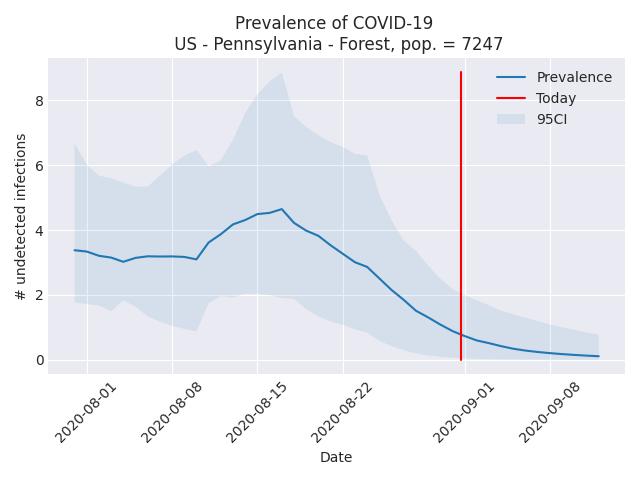 Prevalence of COVID-19
US - Pennsylvania - Forest, pop. = 7247
Prevalence
Today
95CI
# undetected infections
8
6
4
2
0
2020-08-01
2020-08-08
2020-08-15
2020-08-22
2020-09-01
2020-09-08
Date